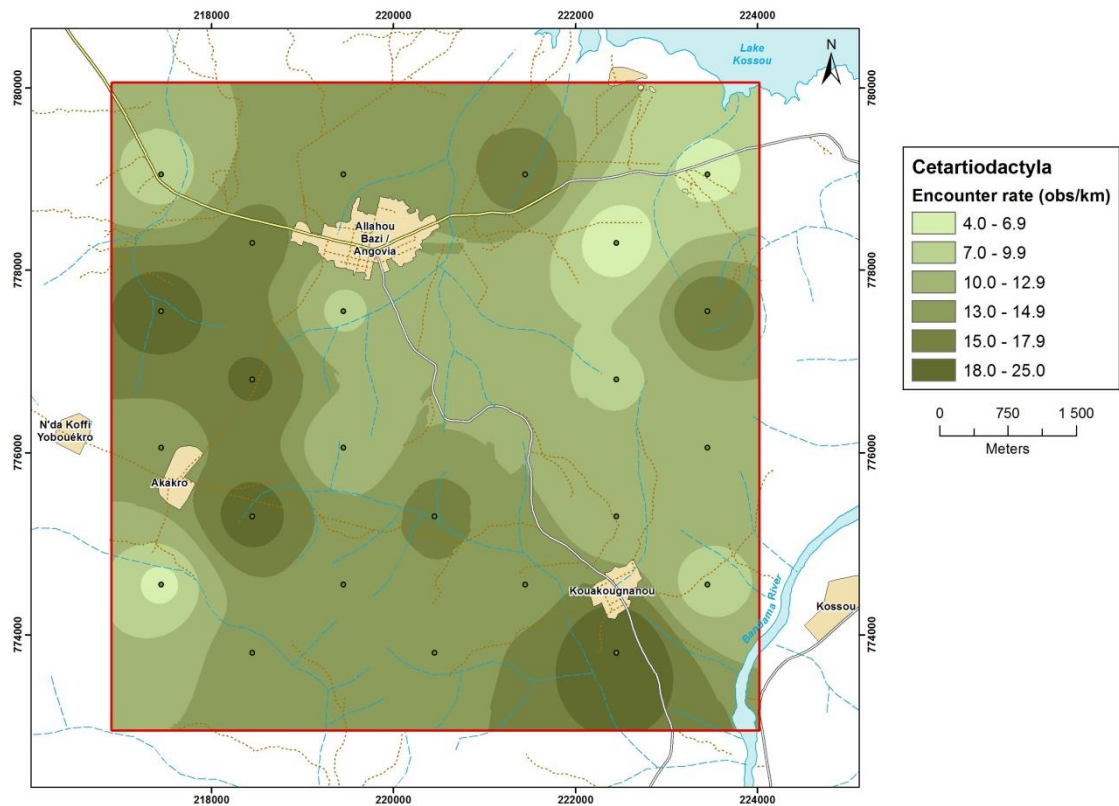 218000 220000 222000 224000
Lake
Kossou
N
780000 780000
Allahou
Bazi /
Angovia
778000 778000
N'da Koffi
Yobouékro
776000 776000
Akakro
Kouakougnanou
Kossou
Bandama River
774000 774000
218000 220000 222000 224000
Cetartiodactyla
Encounter rate (obs/km)
4.0 - 6.9
7.0 - 9.9
10.0 - 12.9
13.0 - 14.9
15.0 - 17.9
18.0 - 25.0
0 750 1 500
Meters